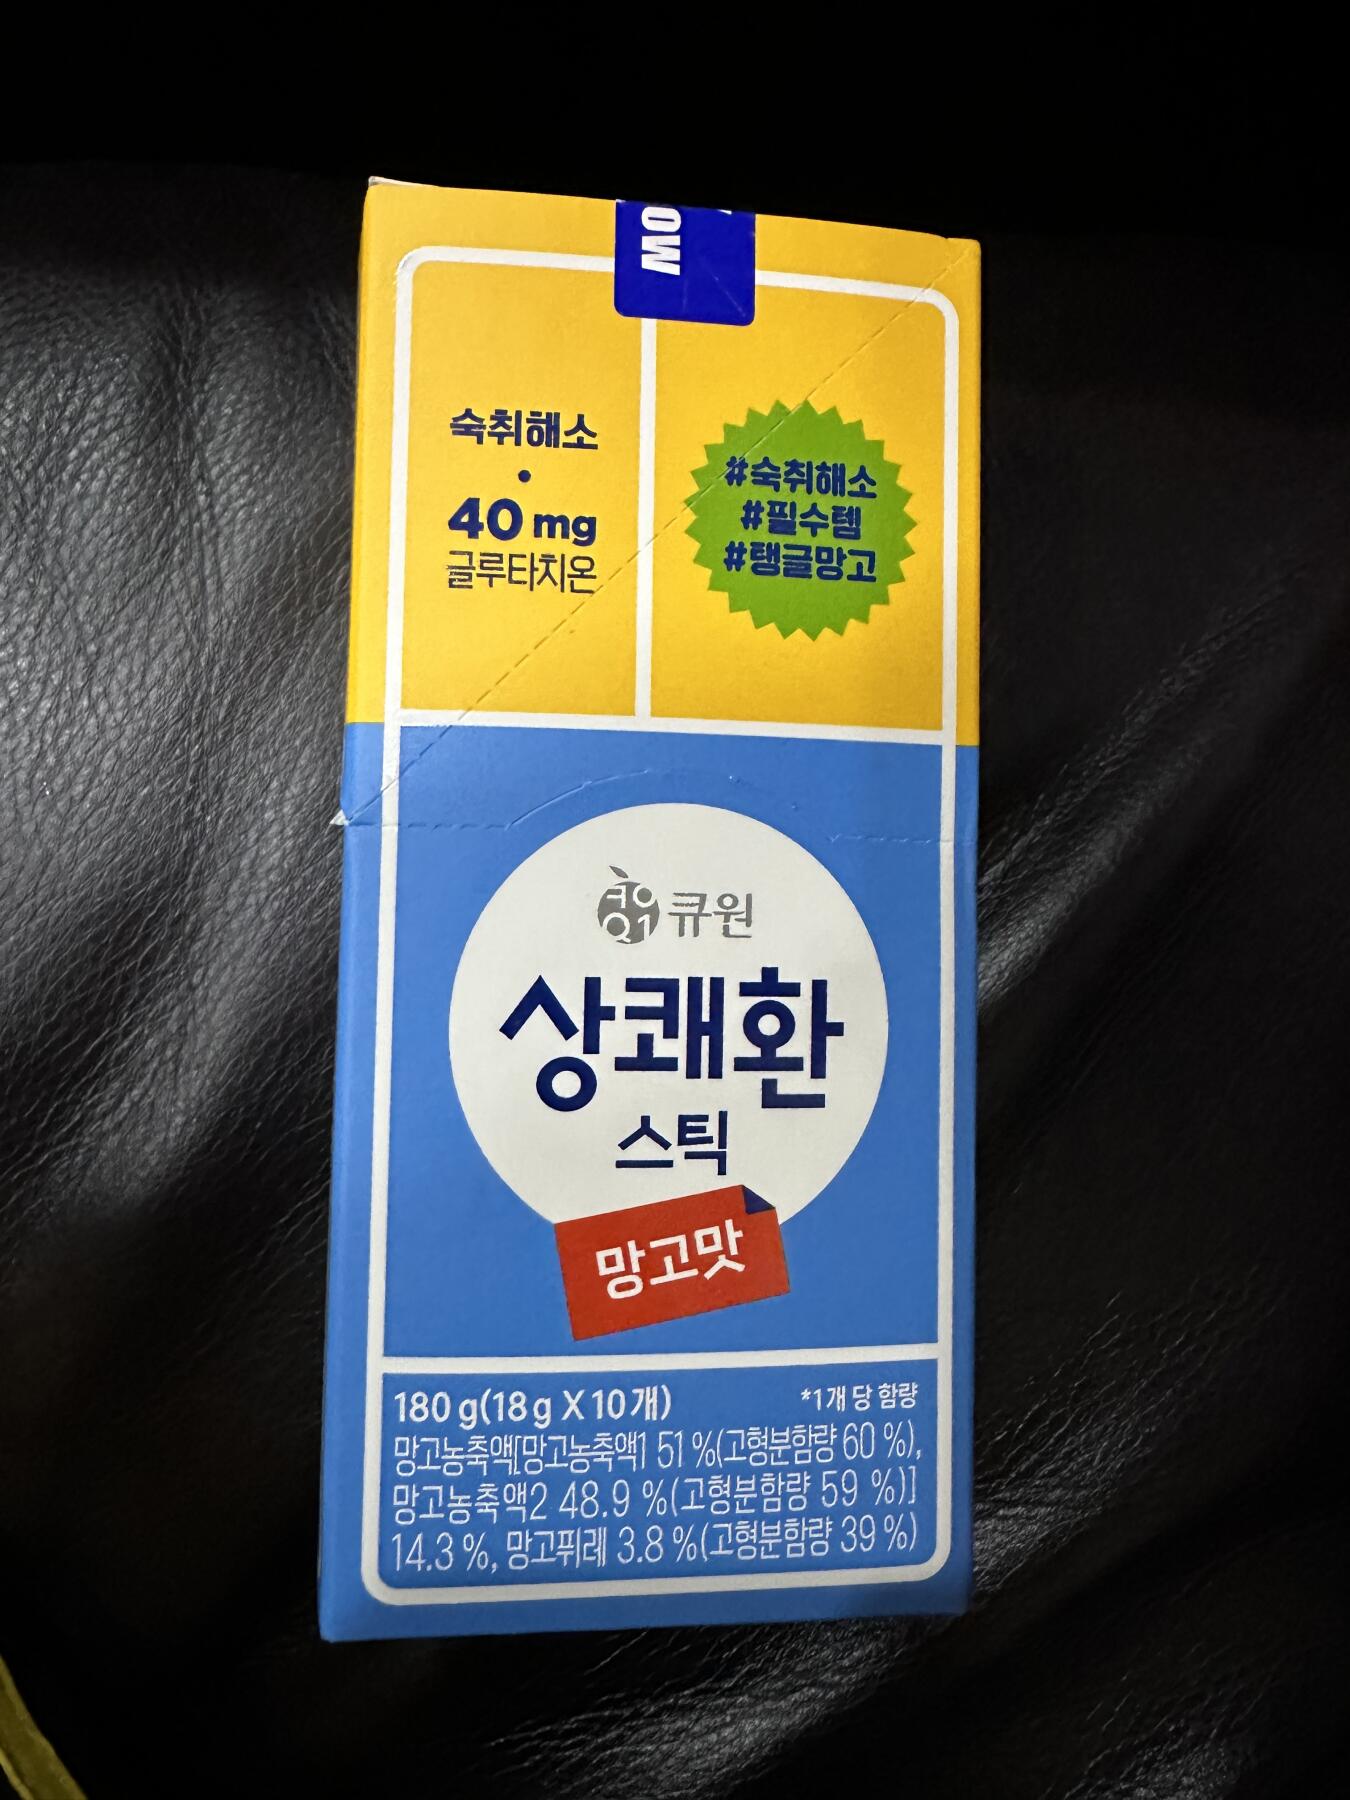 OW
숙취해소
•
40 mg
글루타치온
#숙취해소
#필수템
#탱글망고
큐원
Q1 큐원
상쾌환
스틱
망고맛
180 g(18 g X 10개)
*1개 당 함량
망고농축액[망고농축액1 51 %(고형분함량 60 %),
망고농축액2 48.9 %(고형분함량 59 %)]
14.3 %, 망고퓌레 3.8 %(고형분함량 39 %)